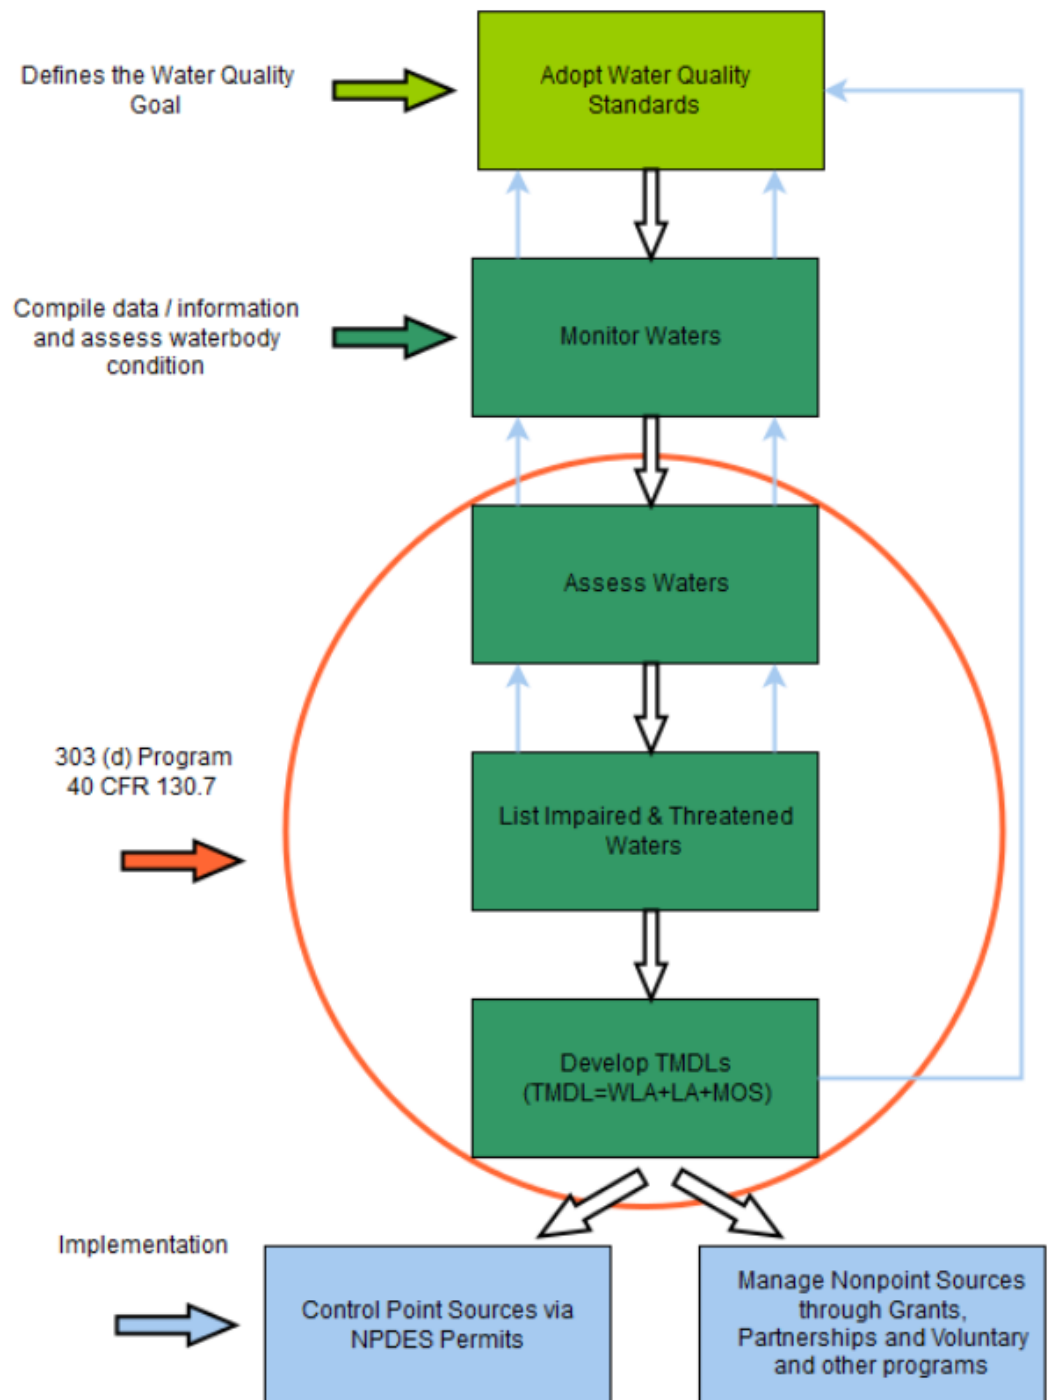 Defines the Water Quality
Goal
Adopt Water Quality
Standards
Compile data / information
and assess waterbody
condition
Monitor Waters
Assess Waters
303 (d) Program
40 CFR 130.7
List Impaired & Threatened
Waters
Develop TMDLs
(TMDL=WLA+LA+MOS)
Implementation
Control Point Sources via
NPDES Permits
Manage Nonpoint Sources
through Grants,
Partnerships and Voluntary
and other programs